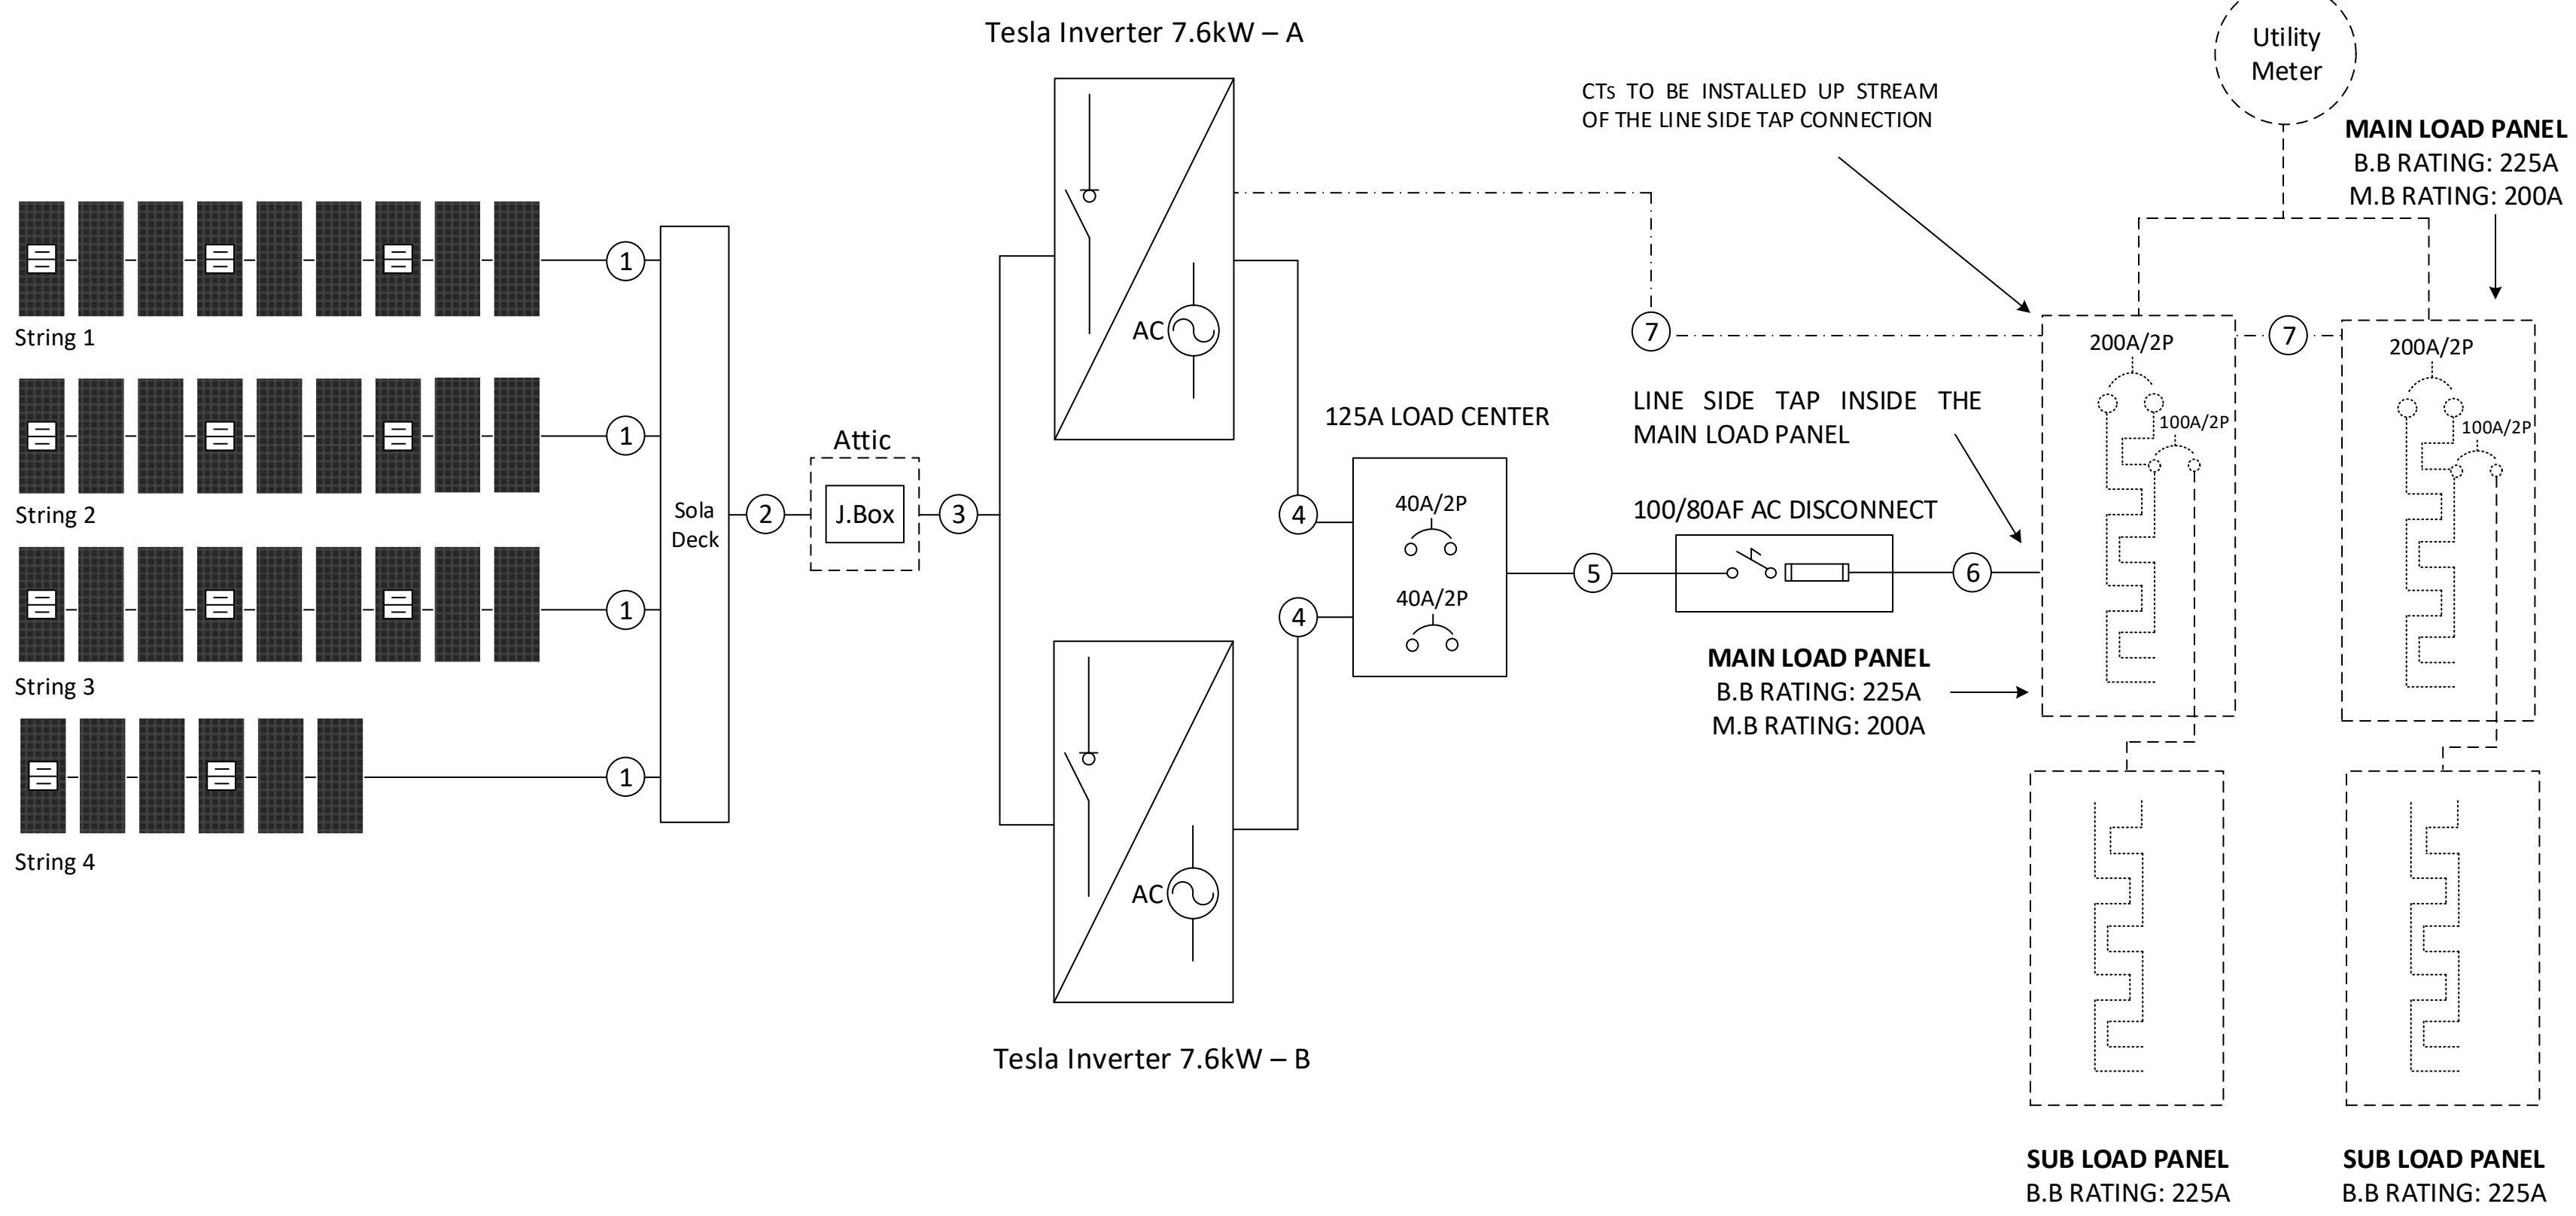 Tesla Inverter 7.6kW – A
Utility
Meter
CTs TO BE INSTALLED UP STREAM
OF THE LINE SIDE TAP CONNECTION
MAIN LOAD PANEL
B.B RATING: 225A
M.B RATING: 200A
1
String 1
1
String 2
1
String 3
1
String 4
Sola
Deck
2
Attic
J.Box
3
AC
AC
4
4
125A LOAD CENTER
40A/2P
40A/2P
5
7
LINE SIDE TAP INSIDE THE
MAIN LOAD PANEL
100/80AF AC DISCONNECT
6
MAIN LOAD PANEL
B.B RATING: 225A
M.B RATING: 200A
200A/2P
100A/2P
7
200A/2P
100A/2P
Tesla Inverter 7.6kW – B
SUB LOAD PANEL
B.B RATING: 225A
SUB LOAD PANEL
B.B RATING: 225A